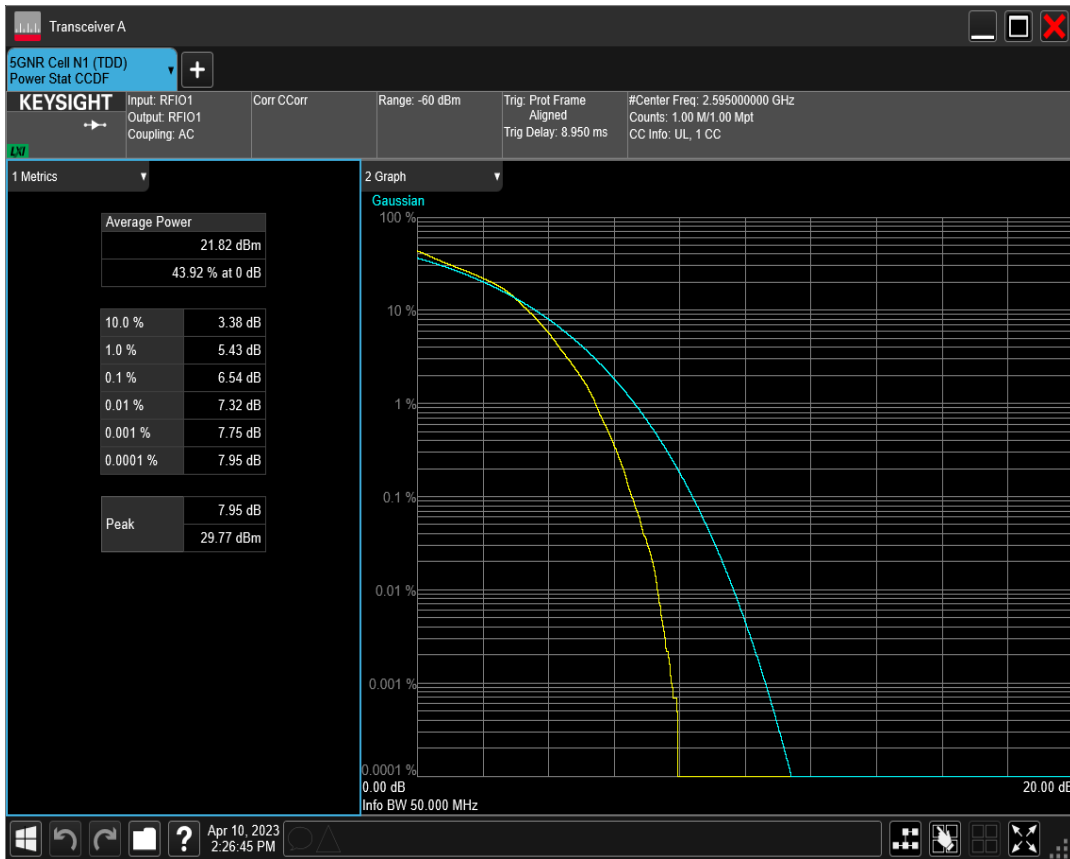 Transceiver A
5GNR Cell N1 (TDD)
Power Stat CCDF
+
KEYSIGHT
LXI
Input: RFIO1
Output: RFIO1
Coupling: AC
Corr CCorr
Range: -60 dBm
Trig: Prot Frame
Aligned
Trig Delay: 8.950 ms
#Center Freq: 2.595000000 GHz
Counts: 1.00 M/1.00 Mpt
CC Info: UL, 1 CC
1 Metrics
Average Power
21.82 dBm
43.92 % at 0 dB
10.0 % 3.38 dB
1.0 % 5.43 dB
0.1 % 6.54 dB
0.01 % 7.32 dB
0.001 % 7.75 dB
0.0001 % 7.95 dB
Peak
7.95 dB
29.77 dBm
2 Graph
Gaussian
100 %
10 %
1 %
0.1 %
0.01 %
0.001 %
0.0001 %
0.00 dB
20.00 dB
Info BW 50.000 MHz
?
Apr 10, 2023
2:26:45 PM